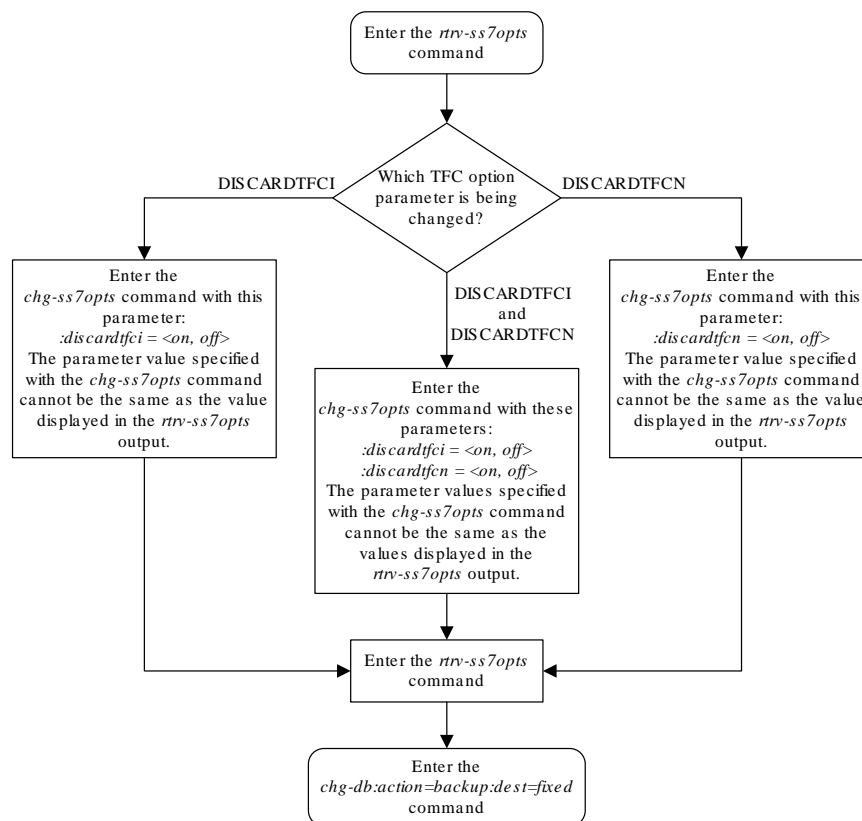 Enter the rtrv-ss7opts
command
Which TFC option
parameter is being
changed?
DISCARDTFCI
DISCARDTFCN
Enter the
chg-ss7opts command with this
parameter:
:discardtfci = <on, off>
The parameter value specified
with the chg-ss7opts command
cannot be the same as the value
displayed in the rtrv-ss7opts
output.
DISCARDTFCI
and
DISCARDTFCN
Enter the
chg-ss7opts command with these
parameters:
:discardtfci = <on, off>
:discardtfcn = <on, off>
The parameter values specified
with the chg-ss7opts command
cannot be the same as the
values displayed in the
rtrv-ss7opts output.
Enter the
chg-ss7opts command with this
parameter:
:discardtfcn = <on, off>
The parameter value specified
with the chg-ss7opts command
cannot be the same as the value
displayed in the rtrv-ss7opts
output.
Enter the rtrv-ss7opts
command
Enter the
chg-db:action=backup:dest=fixed
command